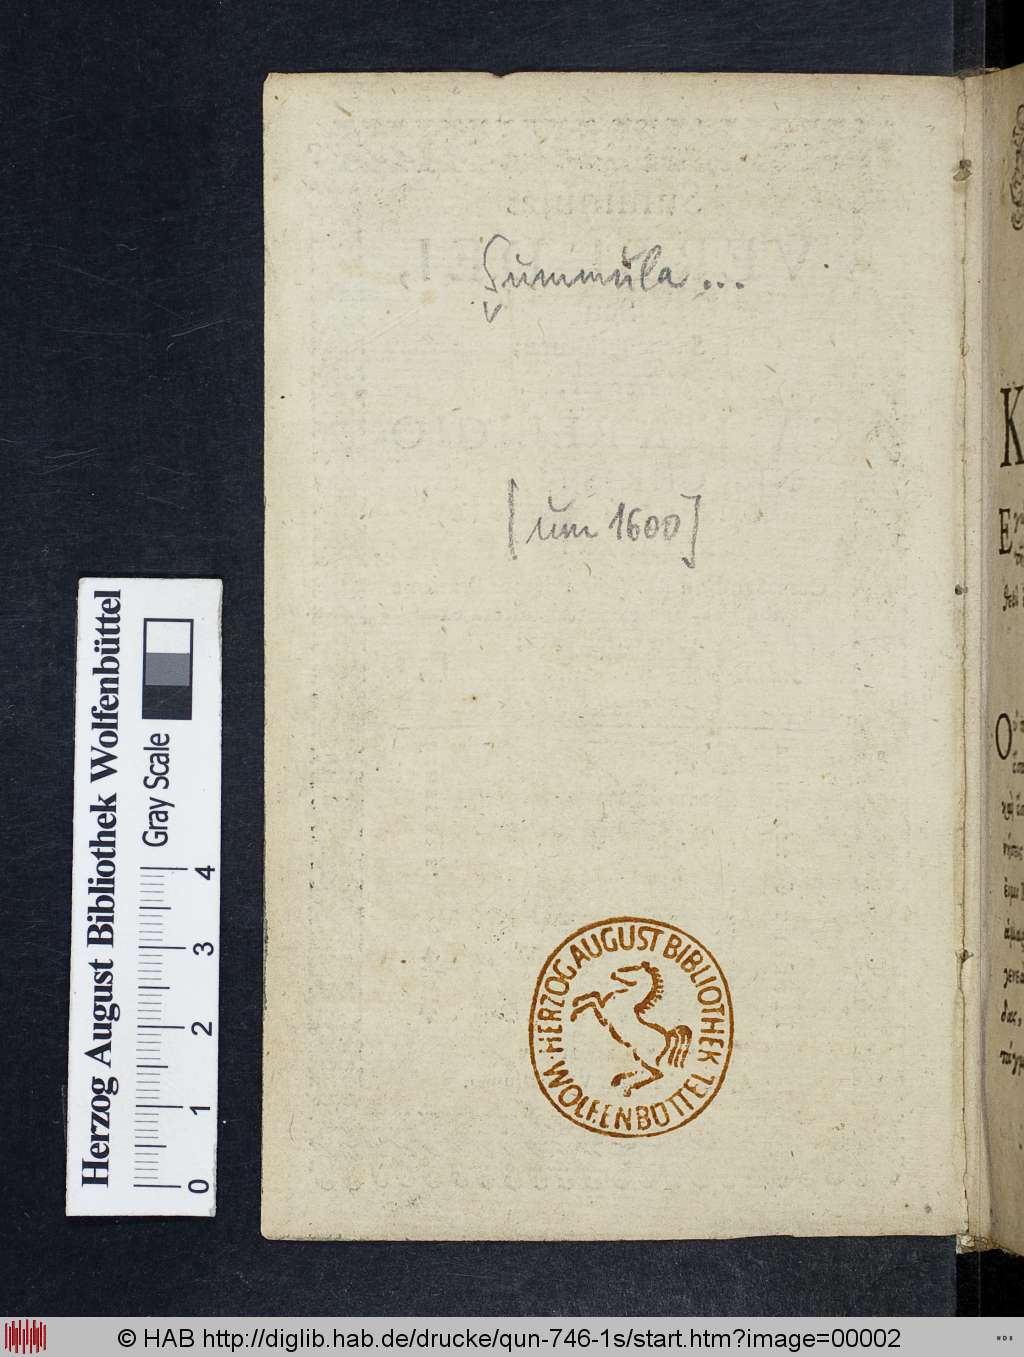 Summula...
v
[um 1600]
HERZOG AUGUST BIBLIOTHEK
WOLFENBÜTTEL
Herzog August Bibliothek Wolfenbüttel
Gray Scale
0 1 2 3 4
K
E
O
© HAB http://diglib.hab.de/drucke/qun-746-1s/start.htm?image=00002